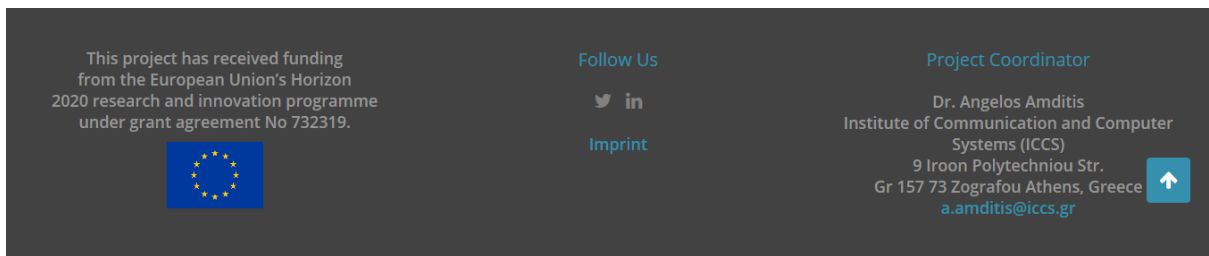 This project has received funding
from the European Union’s Horizon
2020 research and innovation programme
under grant agreement No 732319.
Follow Us
Imprint
Project Coordinator
Dr. Angelos Amditis
Institute of Communication and Computer
Systems (ICCS)
9 Iroon Polytechniou Str.
Gr 157 73 Zografou Athens, Greece
a.amditis@iccs.gr